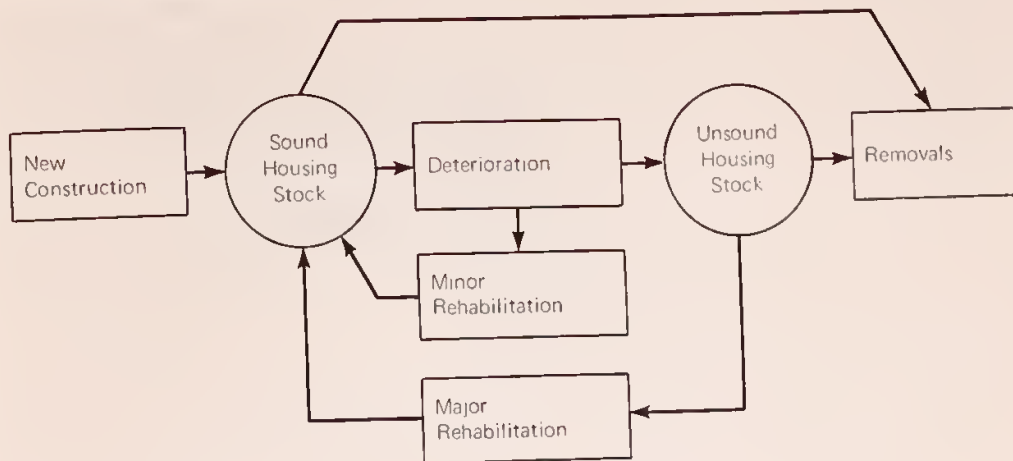 New
Construction
Sound
Housing
Stock
Deterioration
Unsound
Housing
Stock
Removals
Minor
Rehabilitation
Major
Rehabilitation